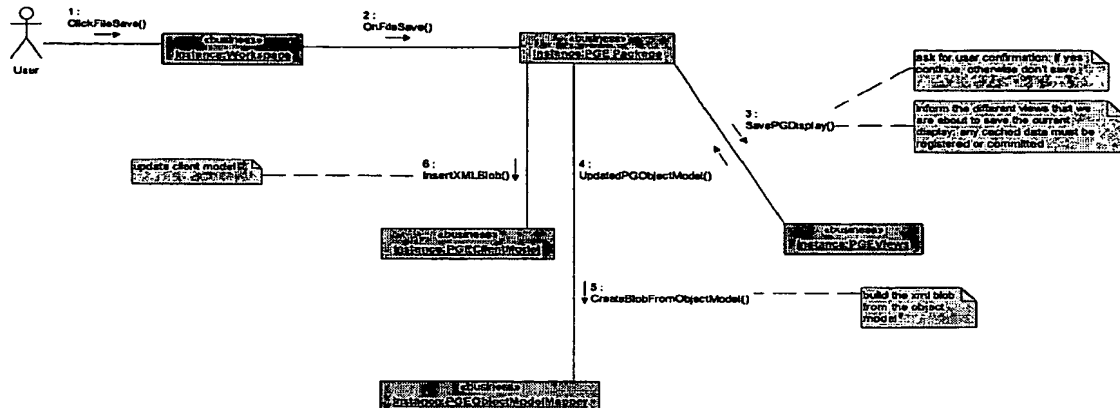 1 :
ClickFileSave()
User
<business>
Instance:Workspace
2 :
OnFileSave()
<business>
Instance:PGE Package
ask for user confirmation; if yes
continue, otherwise don't save
Inform the different views that we
are about to save the current
display; any cached data must be
registered or committed
3 :
SavePGDisplay()
update client model
6 :
InsertXMLBlob()
4 :
UpdatedPGObjectModel()
<business>
Instance:PGEClientModel
<business>
Instance:PGEViews
5 :
CreateBlobFromObjectModel()
build the xml blob
from the object
model
<business>
Instance:PGEObjectModelMapper